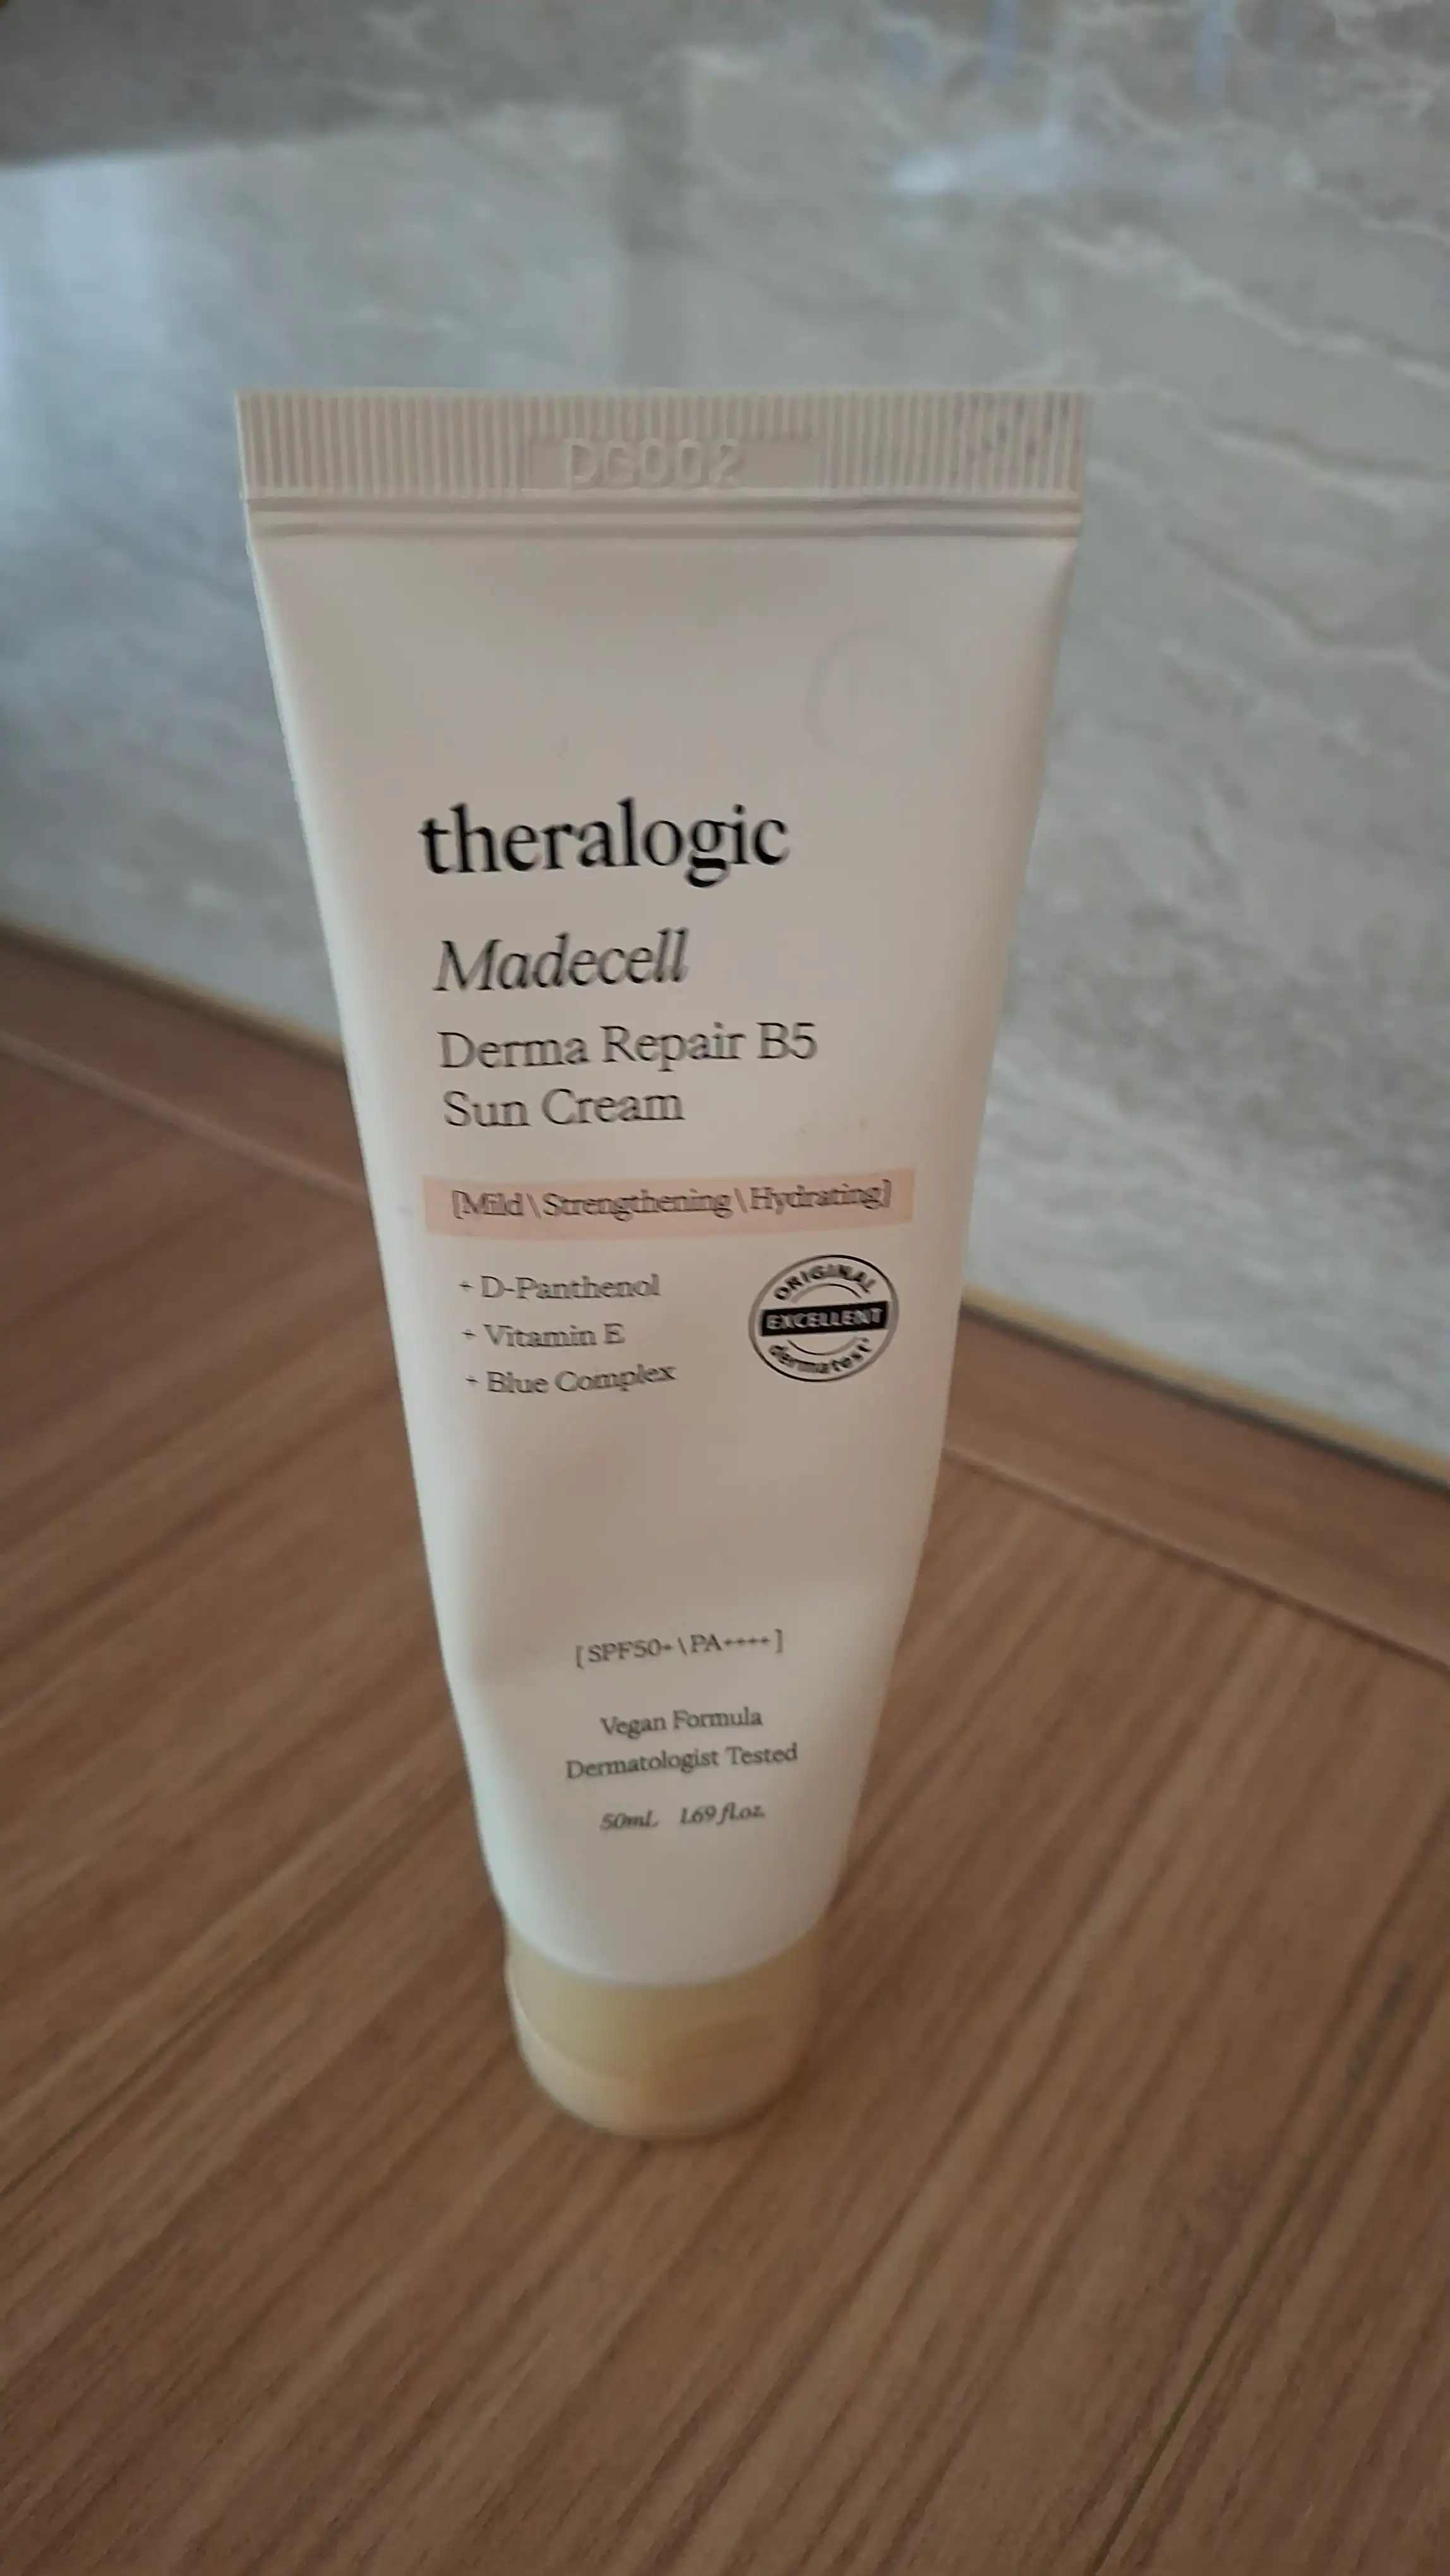 DG002
theralogic
Madecell
Derma Repair B5
Sun Cream
[Mild \ Strengthening \ Hydrating]
+ D-Panthenol
+ Vitamin E
+ Blue Complex
ORIGINAL
EXCELLENT
dermatest
[ SPF50+ \ PA++++ ]
Vegan Formula
Dermatologist Tested
50mL 1.69 fl.oz.